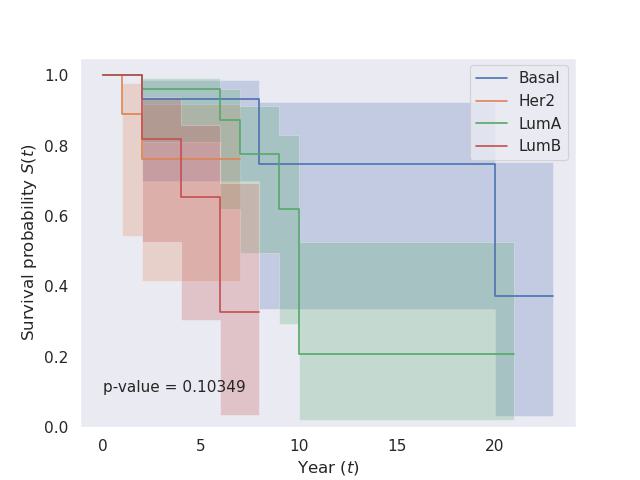 1.0
0.8
0.6
0.4
0.2
0.0
Survival probability S(t)
Basal
Her2
LumA
LumB
p-value = 0.10349
0 5 10 15 20
Year (t)